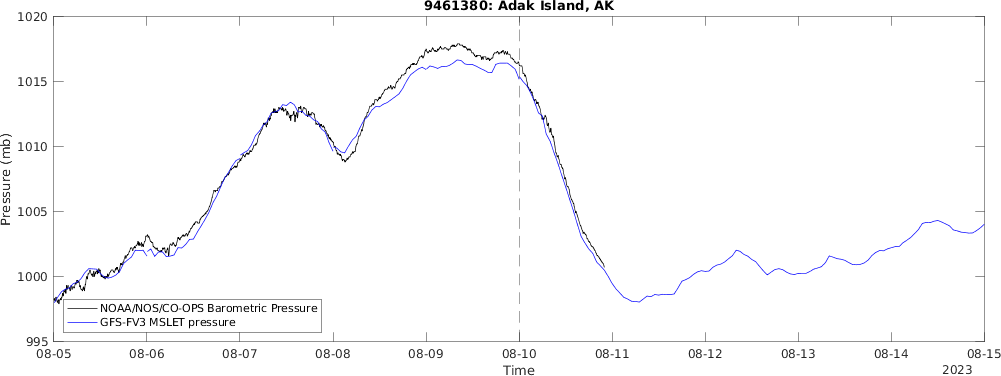 9461380: Adak Island, AK
Pressure (mb)
1020
1015
1010
1005
1000
995
NOAA/NOS/CO-OPS Barometric Pressure
GFS-FV3 MSLET pressure
08-05 08-06 08-07 08-08 08-09 08-10 08-11 08-12 08-13 08-14 08-15
Time
2023